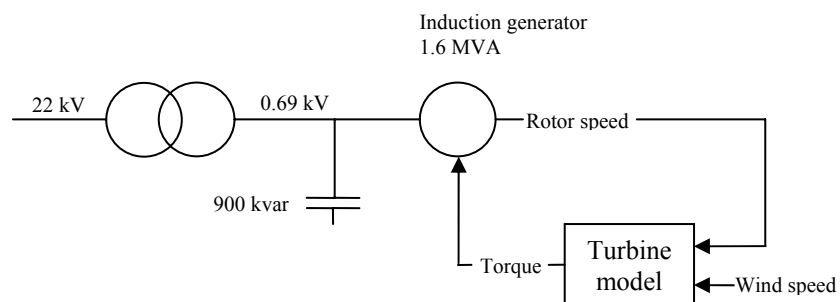 Induction generator
1.6 MVA
22 kV
0.69 kV
Rotor speed
900 kvar
Torque
Turbine
model
Wind speed